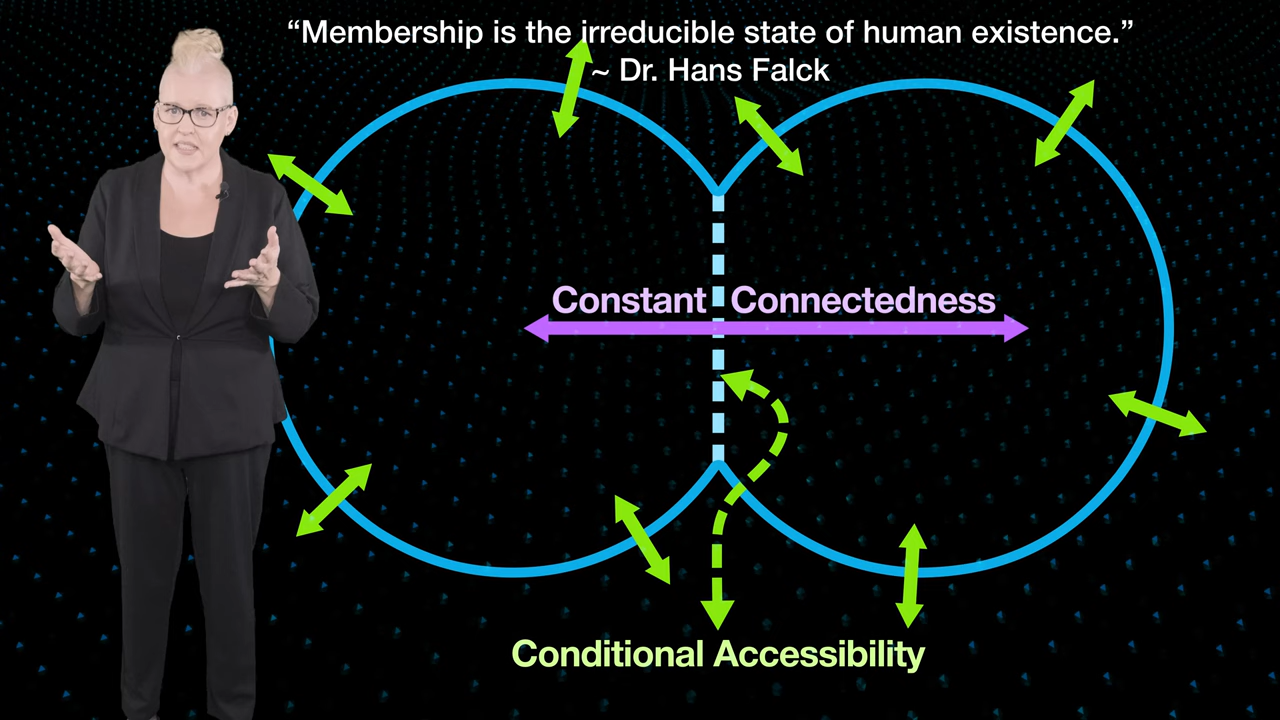 “Membership is the irreducible state of human existence.”
~ Dr. Hans Falck
Constant Connectedness
Conditional Accessibility